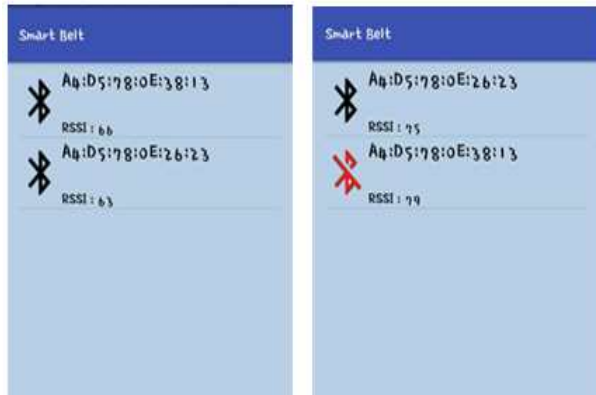 Smart Belt
A4:D5:78:0E:38:13
RSSI : 66
A4:D5:78:0E:26:23
RSSI : 63
Smart Belt
A4:D5:78:0E:26:23
RSSI : 75
A4:D5:78:0E:38:13
RSSI : 79